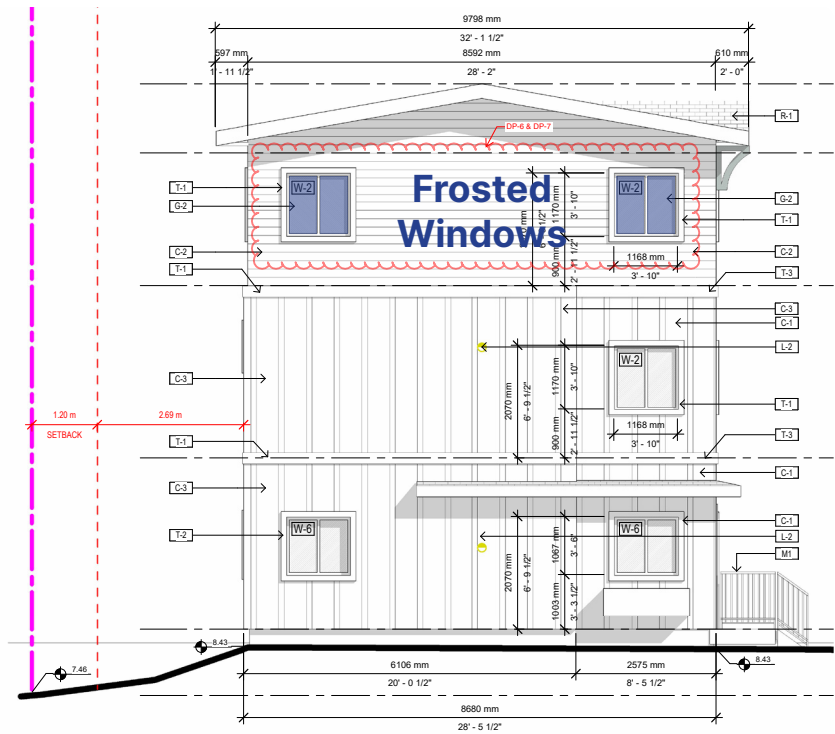 9798 mm
32' - 1 1/2"
597 mm
8592 mm
610 mm
1' - 11 1/2"
28' - 2"
2' - 0"
R-1
DP-6 & DP-7
T-1
W-2
Frosted
Windows
W-2
G-2
G-2
T-1
1170 mm
3' - 10"
C-2
C-2
900 mm
2' - 11 1/2"
1168 mm
3' - 10"
T-1
T-3
C-3
C-1
L-2
W-2
C-3
2070 mm
6' - 9 1/2"
1170 mm
3' - 10"
T-1
1.20 m
2.69 m
SETBACK
900 mm
2' - 11 1/2"
1168 mm
3' - 10"
T-1
T-3
C-1
C-3
T-2
W-6
W-6
C-1
L-2
M1
2070 mm
6' - 9 1/2"
1067 mm
3' - 6"
1003 mm
3' - 3 1/2"
8.43
7.46
8.43
6106 mm
2575 mm
20' - 0 1/2"
8' - 5 1/2"
8680 mm
28' - 5 1/2"